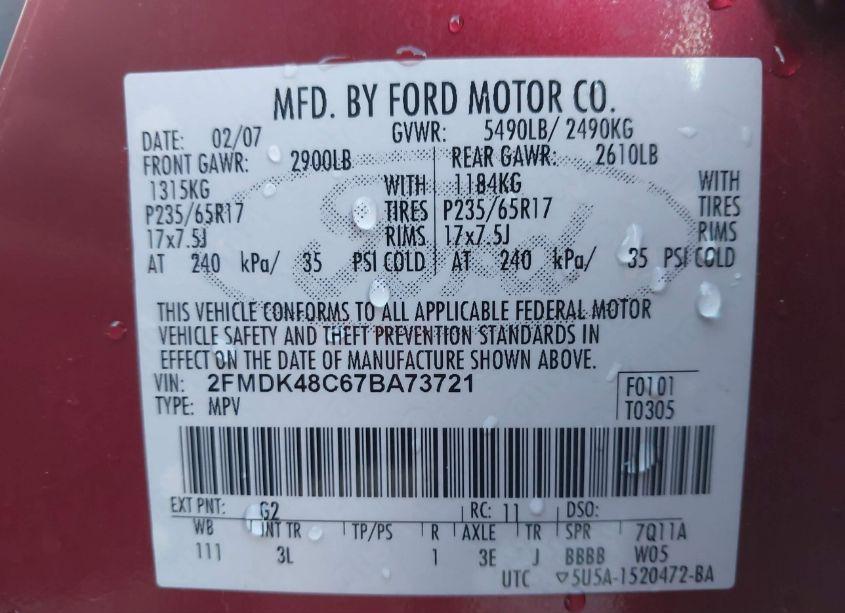 MFD. BY FORD MOTOR CO.
DATE: 02/07 GVWR: 5490LB/ 2490KG
FRONT GAWR: 2900LB REAR GAWR: 2610LB
1315KG WITH 1184KG WITH
P235/65R17 TIRES P235/65R17 TIRES
17x7.5J RIMS 17x7.5J RIMS
AT 240 kPa/ 35 PSI COLD AT 240 kPa/ 35 PSI COLD
THIS VEHICLE CONFORMS TO ALL APPLICABLE FEDERAL MOTOR
VEHICLE SAFETY AND THEFT PREVENTION STANDARDS IN
EFFECT ON THE DATE OF MANUFACTURE SHOWN ABOVE.
VIN: 2FMDK48C67BA73721 F0101
TYPE: MPV T0305
EXT PNT: G2 RC: 11 DSO:
WB INT TR TP/PS R AXLE TR SPR 7Q11A
111 3L 1 3E J BBBB W05
UTC ▽5U5A-1520472-BA